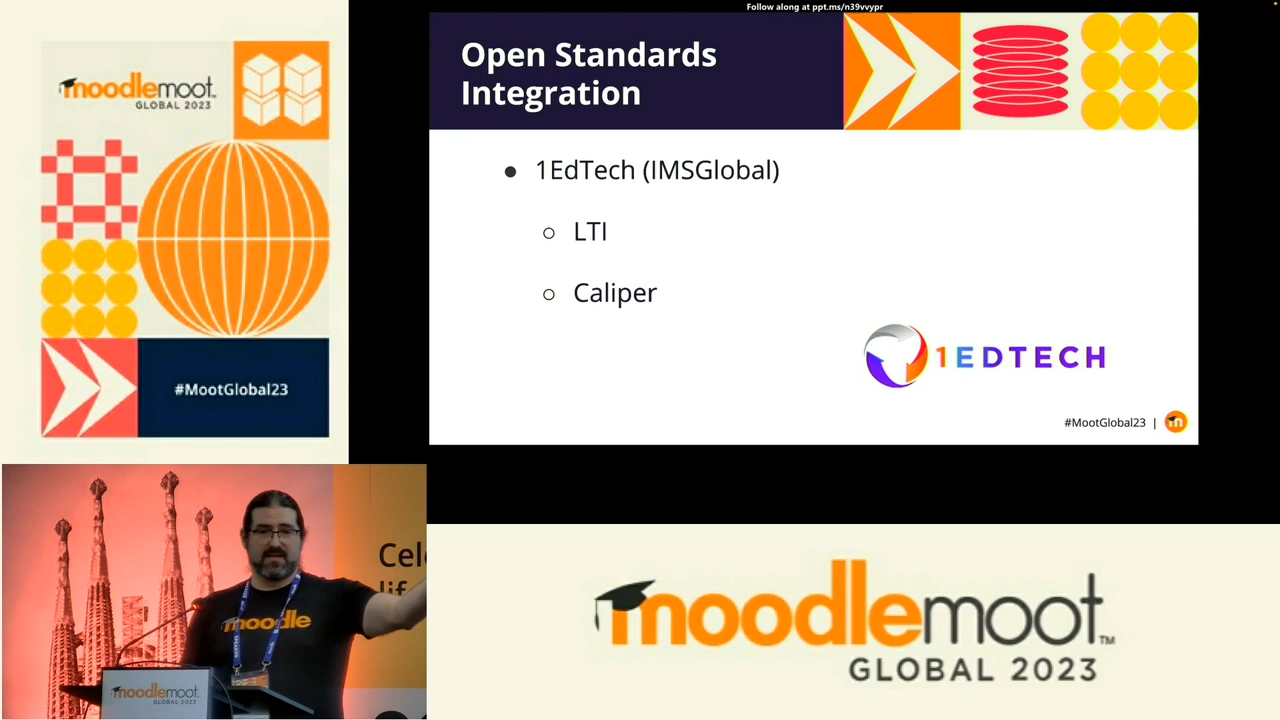 Follow along at ppt.ms/n39vvypr
moodlemoot
GLOBAL 2023
#MootGlobal23
Open Standards
Integration
● 1EdTech (IMSGlobal)
○ LTI
○ Caliper
1EDTECH
#MootGlobal23 | m
moodle
moodlemoot
GLOBAL 2023
moodlemoot™
GLOBAL 2023